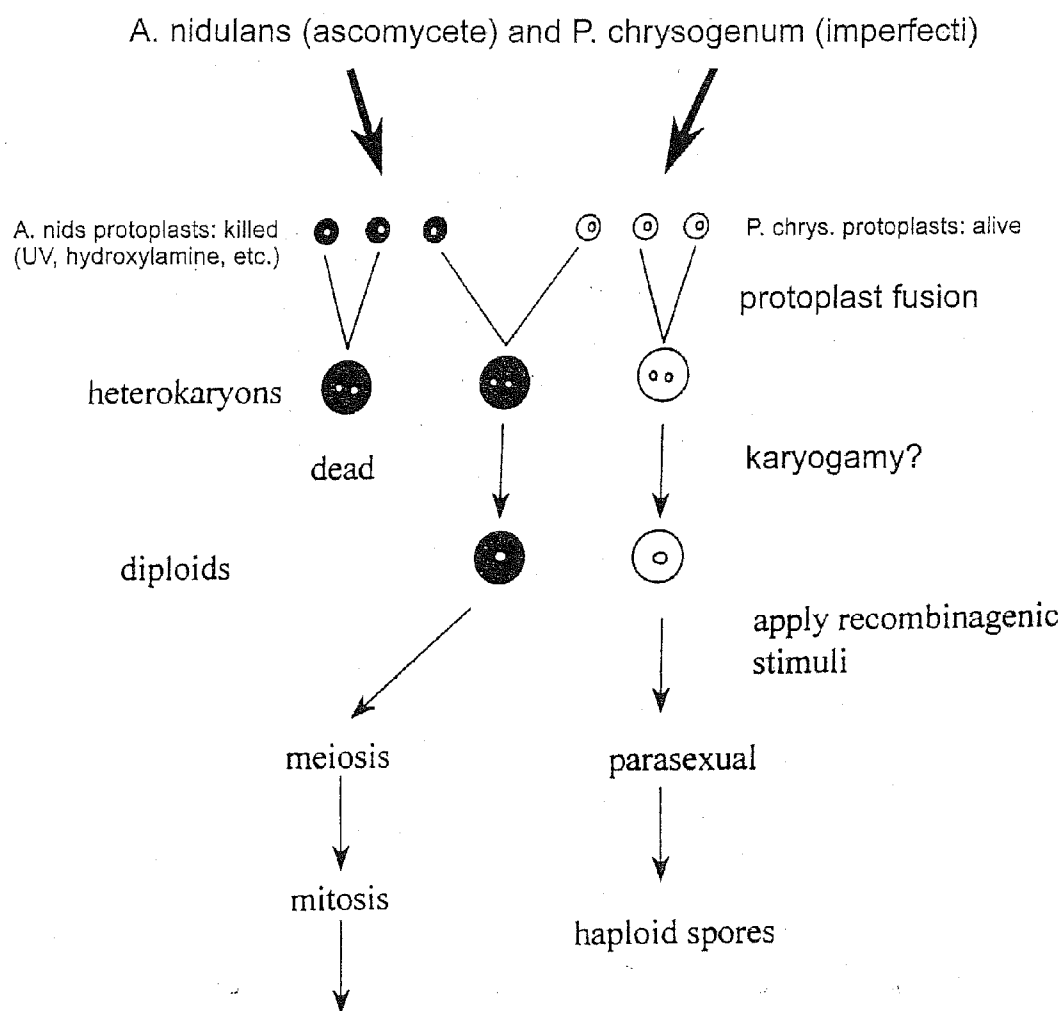 A. nidulans (ascomycete) and P. chrysogenum (imperfecti)
A. nids protoplasts: killed
(UV, hydroxylamine, etc.)
P. chrys. protoplasts: alive
protoplast fusion
heterokaryons
dead
karyogamy?
diploids
apply recombinagenic
stimuli
meiosis
parasexual
mitosis
haploid spores